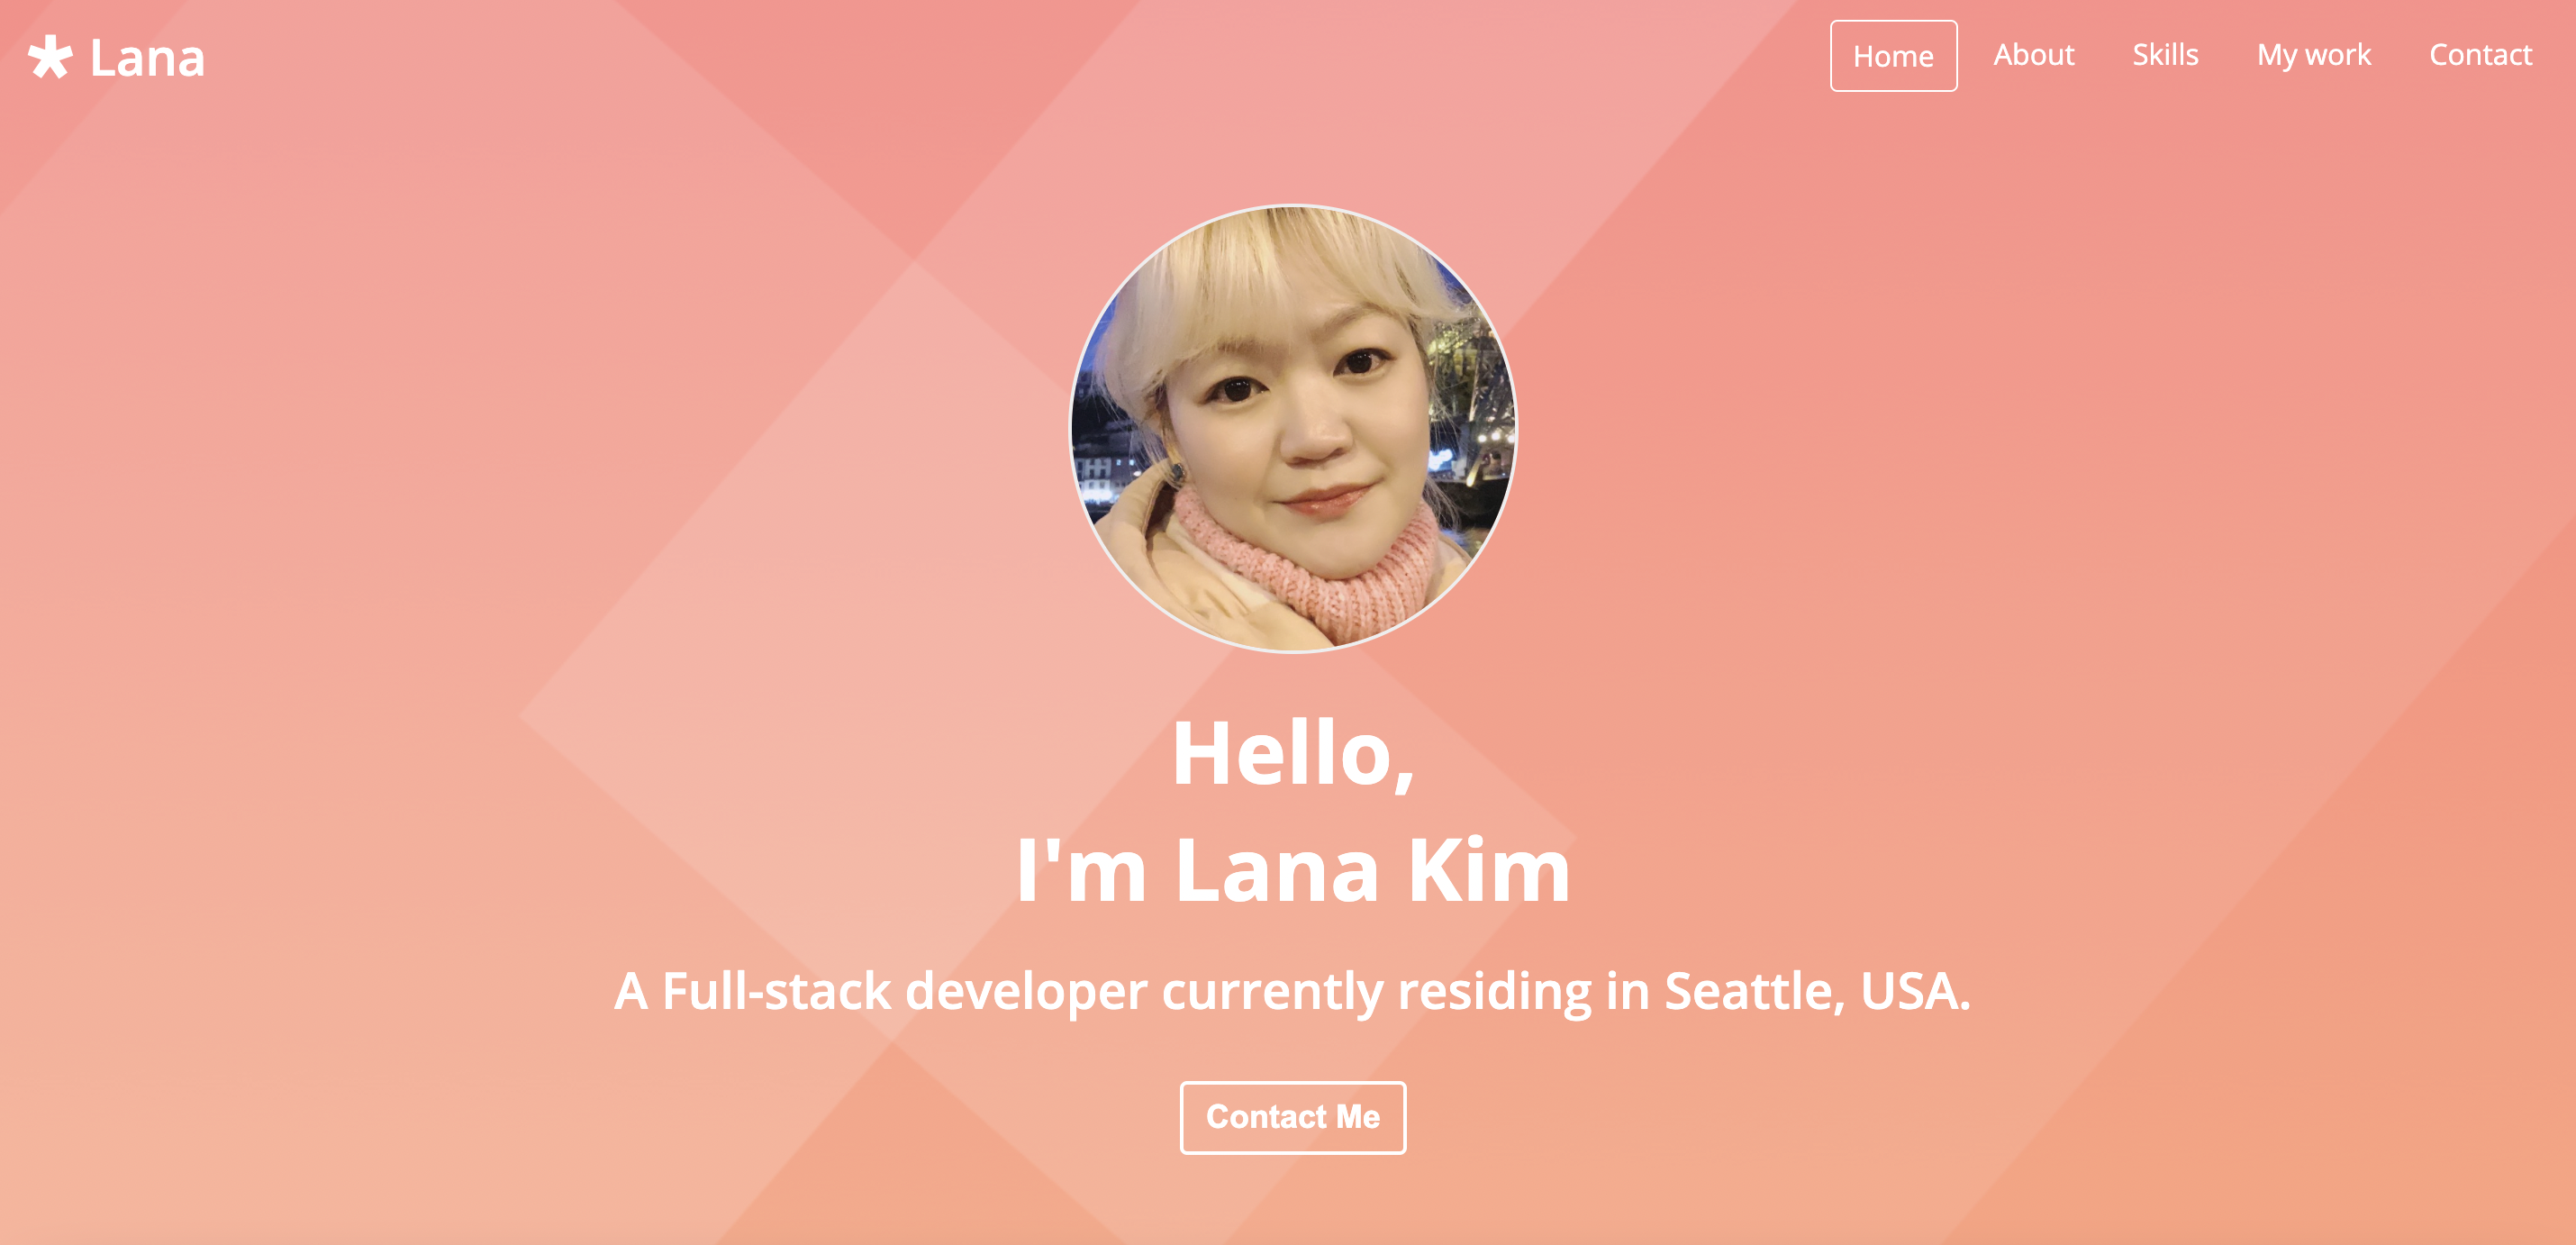 Lana
Home
About
Skills
My work
Contact
Hello,
I'm Lana Kim
A Full-stack developer currently residing in Seattle, USA.
Contact Me